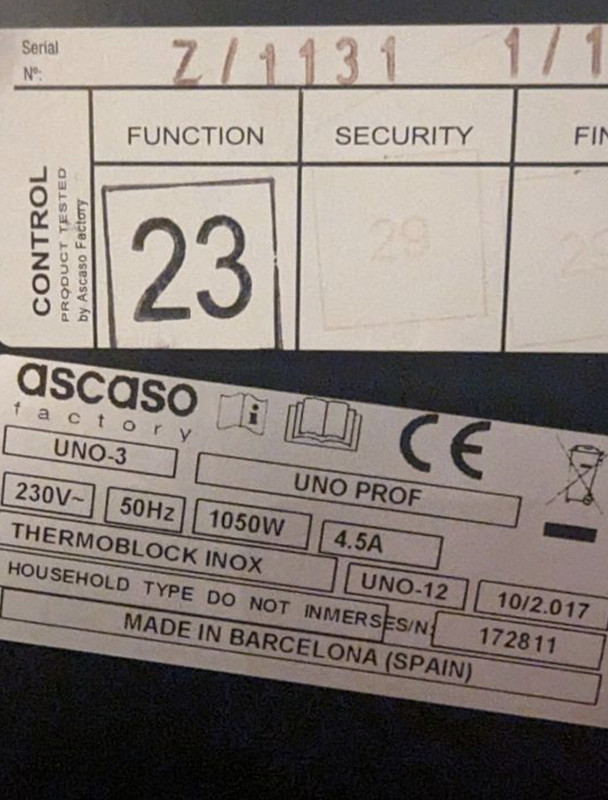 Serial
Nº: Z/1131 1/1
FUNCTION SECURITY
CONTROL
PRODUCT TESTED
by Ascaso Factory
23 29
ascaso
factory
UNO-3 UNO PROF
230V~ 50Hz 1050W 4.5A
THERMOBLOCK INOX UNO-12 10/2.017
HOUSEHOLD TYPE DO NOT INMERSES/N: 172811
MADE IN BARCELONA (SPAIN)